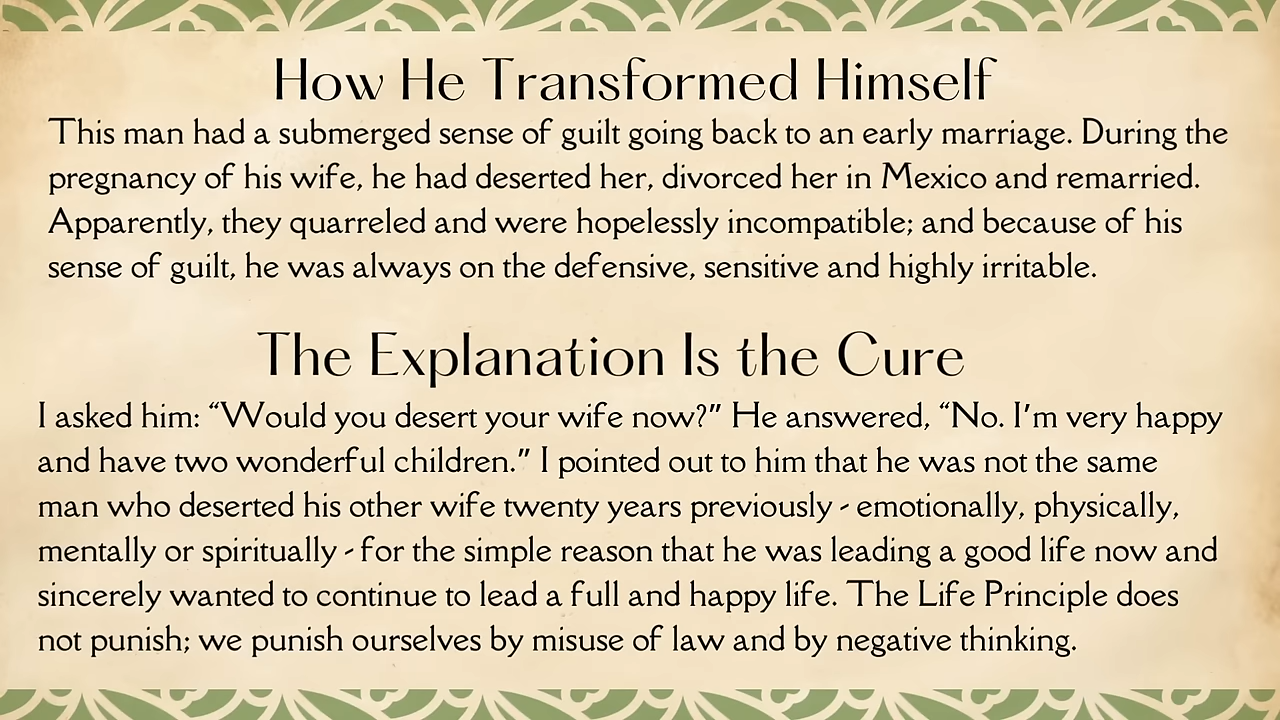 How He Transformed Himself
This man had a submerged sense of guilt going back to an early marriage. During the
pregnancy of his wife, he had deserted her, divorced her in Mexico and remarried.
Apparently, they quarreled and were hopelessly incompatible; and because of his
sense of guilt, he was always on the defensive, sensitive and highly irritable.
The Explanation Is the Cure
I asked him: “Would you desert your wife now?” He answered, “No. I'm very happy
and have two wonderful children.” I pointed out to him that he was not the same
man who deserted his other wife twenty years previously - emotionally, physically,
mentally or spiritually - for the simple reason that he was leading a good life now and
sincerely wanted to continue to lead a full and happy life. The Life Principle does
not punish; we punish ourselves by misuse of law and by negative thinking.